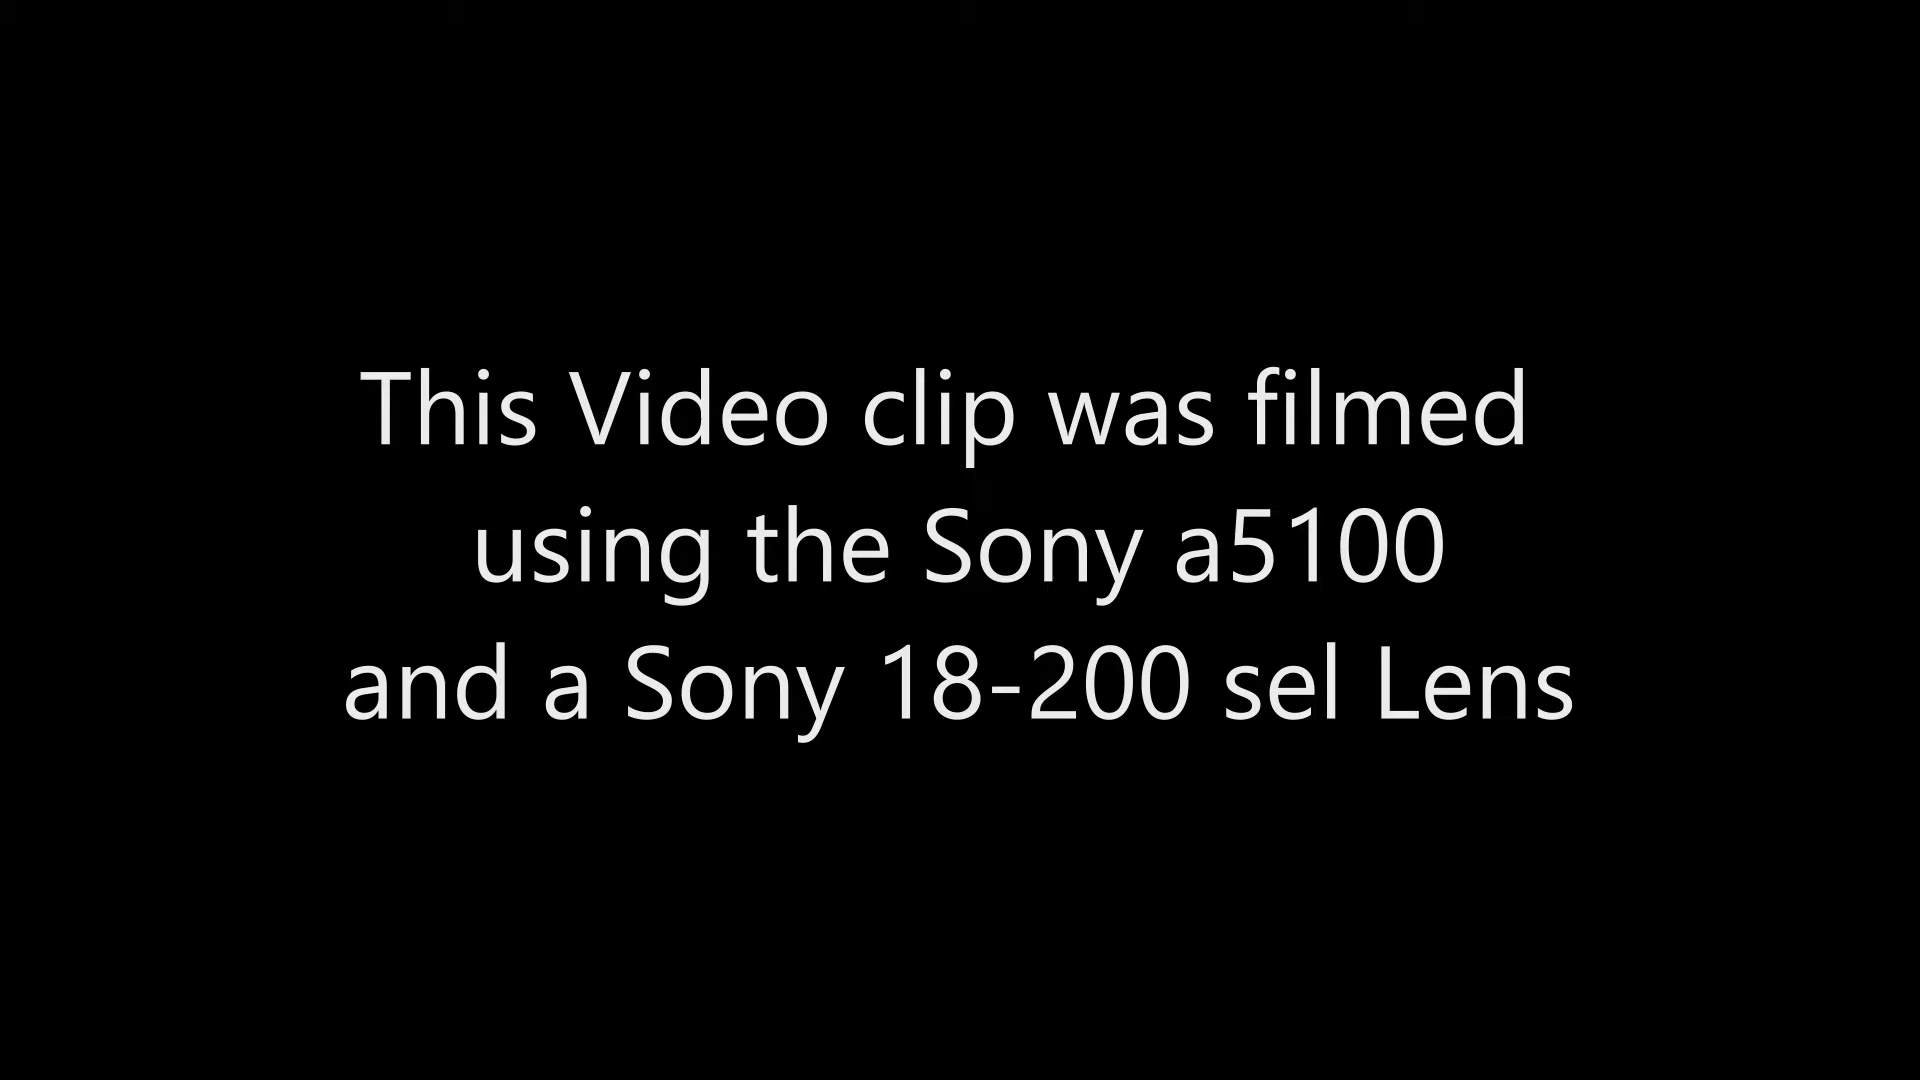 This Video clip was filmed
using the Sony a5100
and a Sony 18-200 sel Lens